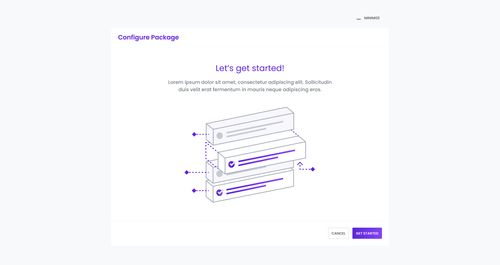 MINIMISE
Configure Package
Let's get started!
Lorem ipsum dolor sit amet, consectetur adipiscing elit. Sollicitudin
duis velit erat fermentum in mauris neque adipiscing eros.
CANCEL
GET STARTED